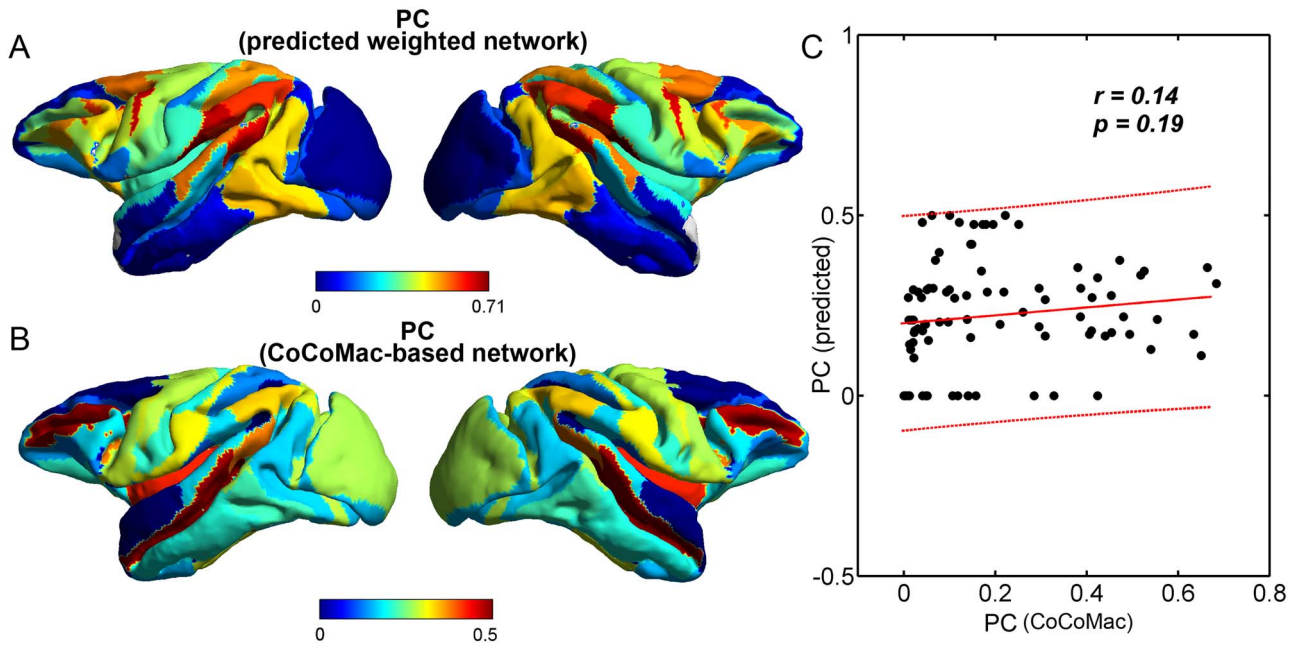 A
PC
(predicted weighted network)
0
0.71
B
PC
(CoCoMac-based network)
0
0.5
C
r = 0.14
p = 0.19
1
0.5
0
-0.5
PC (predicted)
0
0.2
0.4
0.6
0.8
PC (CoCoMac)